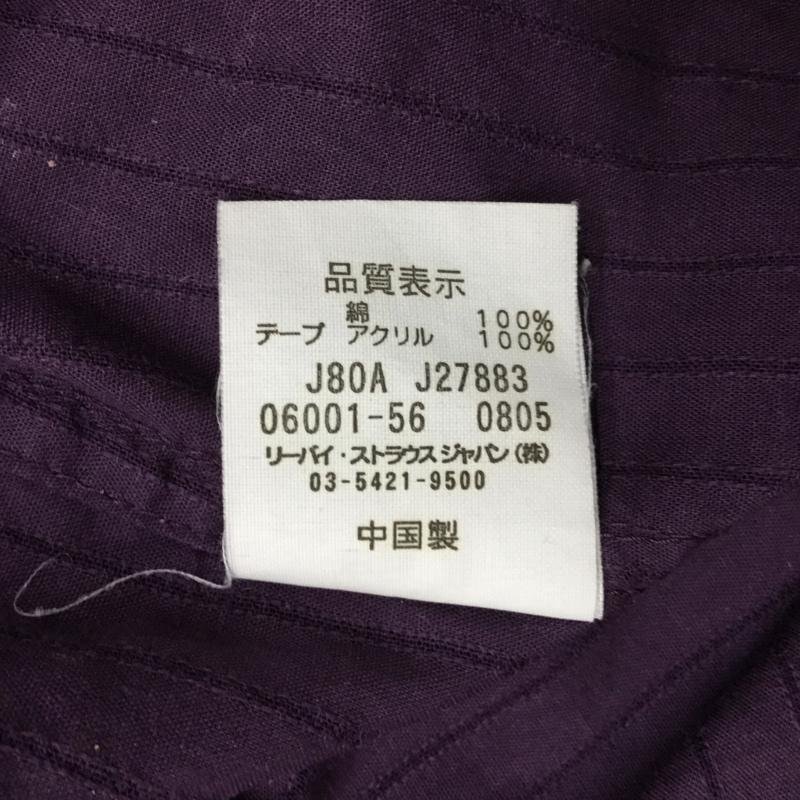 品質表示
綿 100%
テープ アクリル 100%
J80A J27883
06001-56 0805
リーバイ・ストラウスジャパン(株)
03-5421-9500
中国製